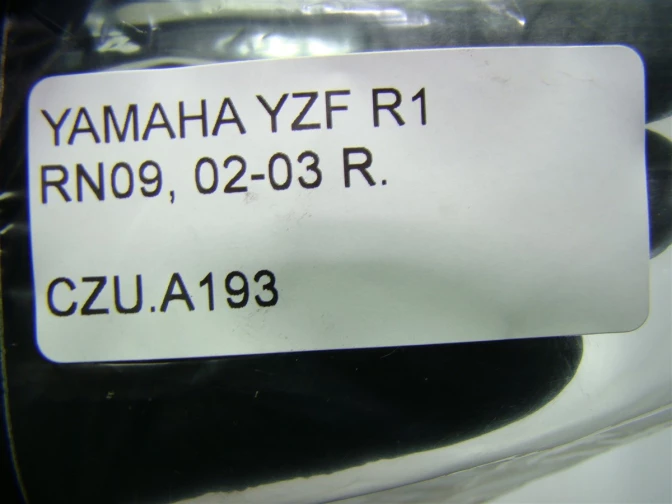 YAMAHA YZF R1
RN09, 02-03 R.
CZU.A193